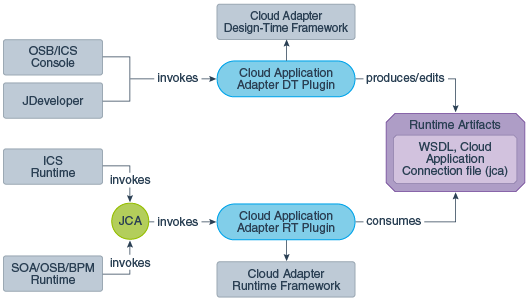 Cloud Adapter
Design-Time Framework
OSB/ICS
Console
JDeveloper
invokes
Cloud Application
Adapter DT Plugin
produces/edits
Runtime Artifacts
WSDL, Cloud
Application
Connection file (jca)
ICS
Runtime
invokes
JCA
invokes
Cloud Application
Adapter RT Plugin
consumes
invokes
SOA/OSB/BPM
Runtime
Cloud Adapter
Runtime Framework